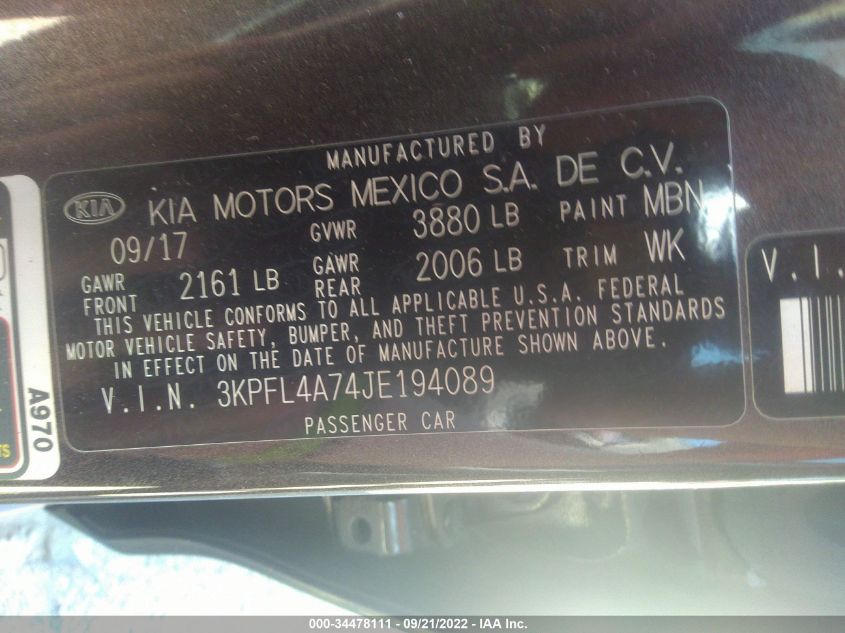 MANUFACTURED BY
KIA KIA MOTORS MEXICO S.A. DE C.V.
09/17 GVWR 3880 LB PAINT MBN
GAWR FRONT 2161 LB GAWR REAR 2006 LB TRIM WK
THIS VEHICLE CONFORMS TO ALL APPLICABLE U.S.A. FEDERAL
MOTOR VEHICLE SAFETY, BUMPER, AND THEFT PREVENTION STANDARDS
IN EFFECT ON THE DATE OF MANUFACTURE SHOWN ABOVE.
V.I.N. 3KPFL4A74JE194089
PASSENGER CAR
A970
V.I.
000-34478111 - 09/21/2022 - IAA Inc.